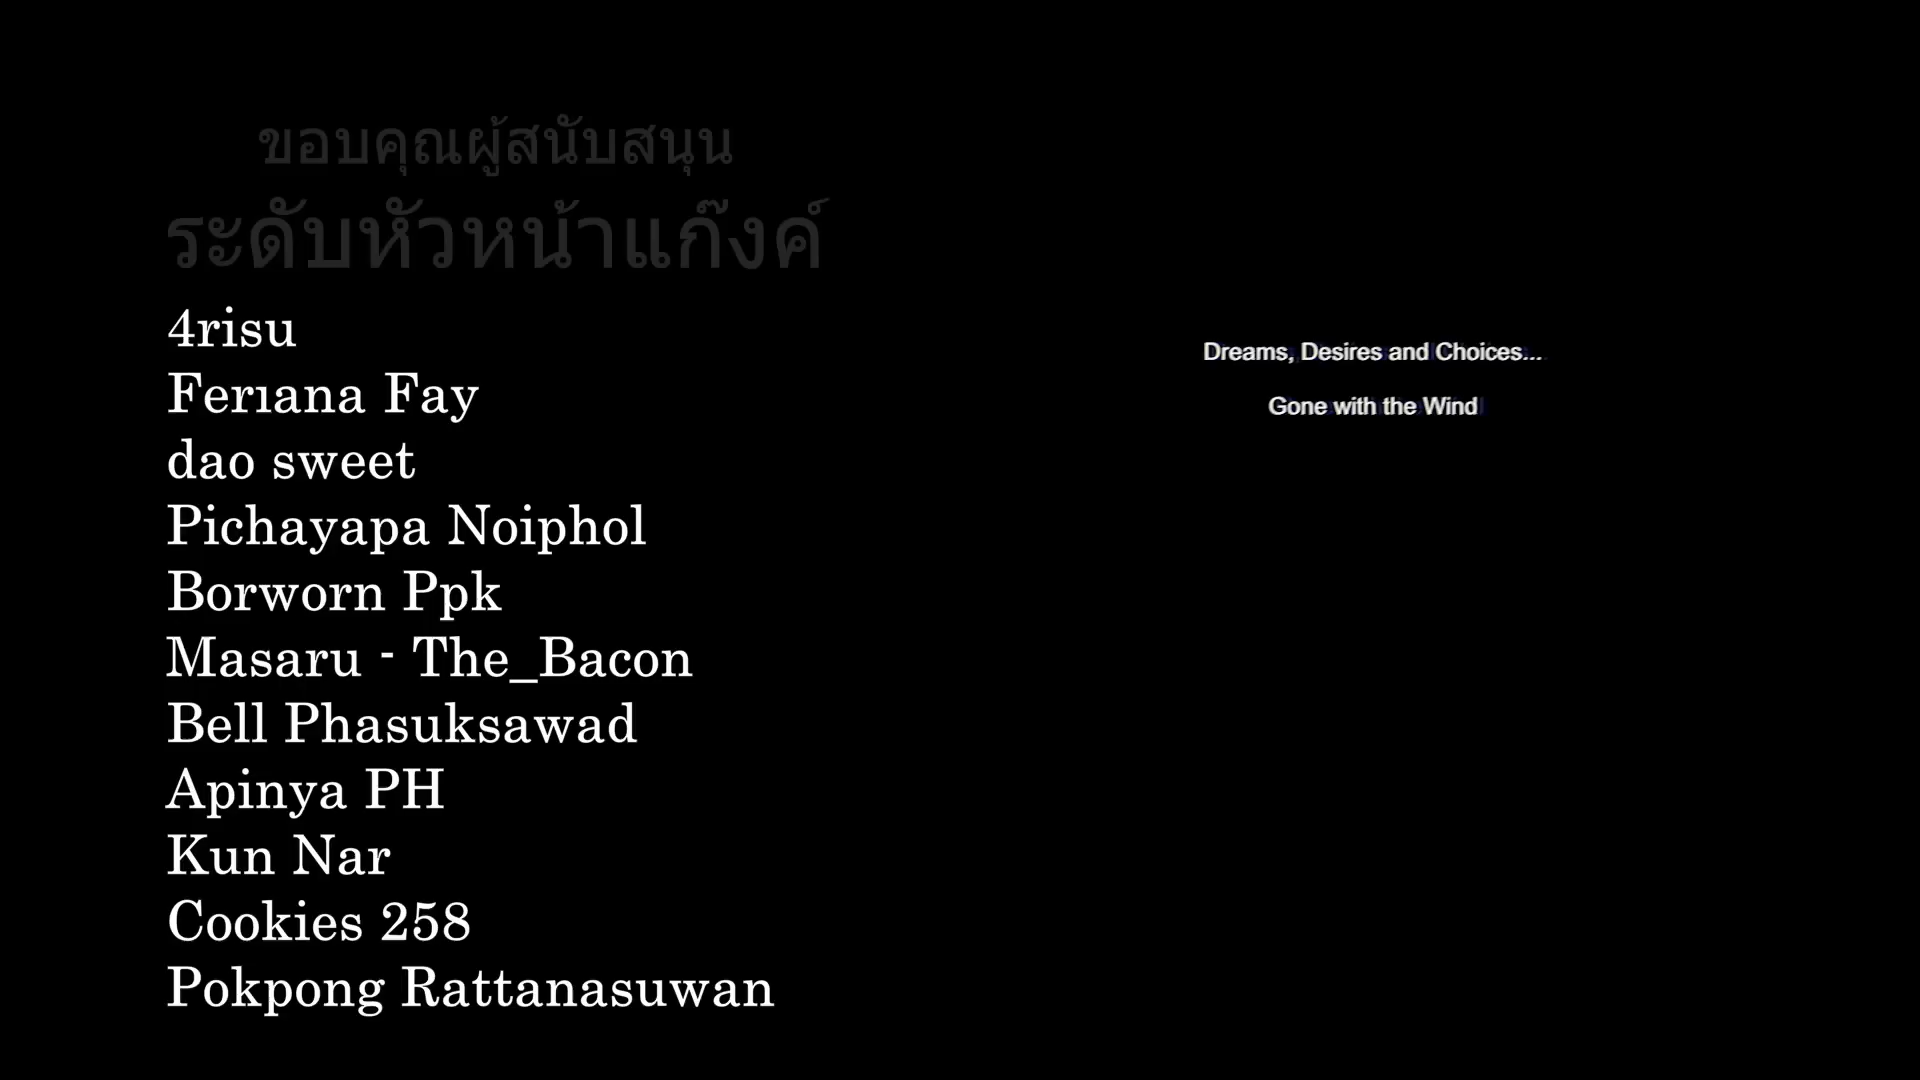 ขอบคุณผู้สนับสนุน
ระดับหัวหน้าแก๊งค์
4risu
Ferıana Fay
dao sweet
Pichayapa Noiphol
Borworn Ppk
Masaru - The_Bacon
Bell Phasuksawad
Apinya PH
Kun Nar
Cookies 258
Pokpong Rattanasuwan
Dreams, Desires and Choices...
Gone with the Wind